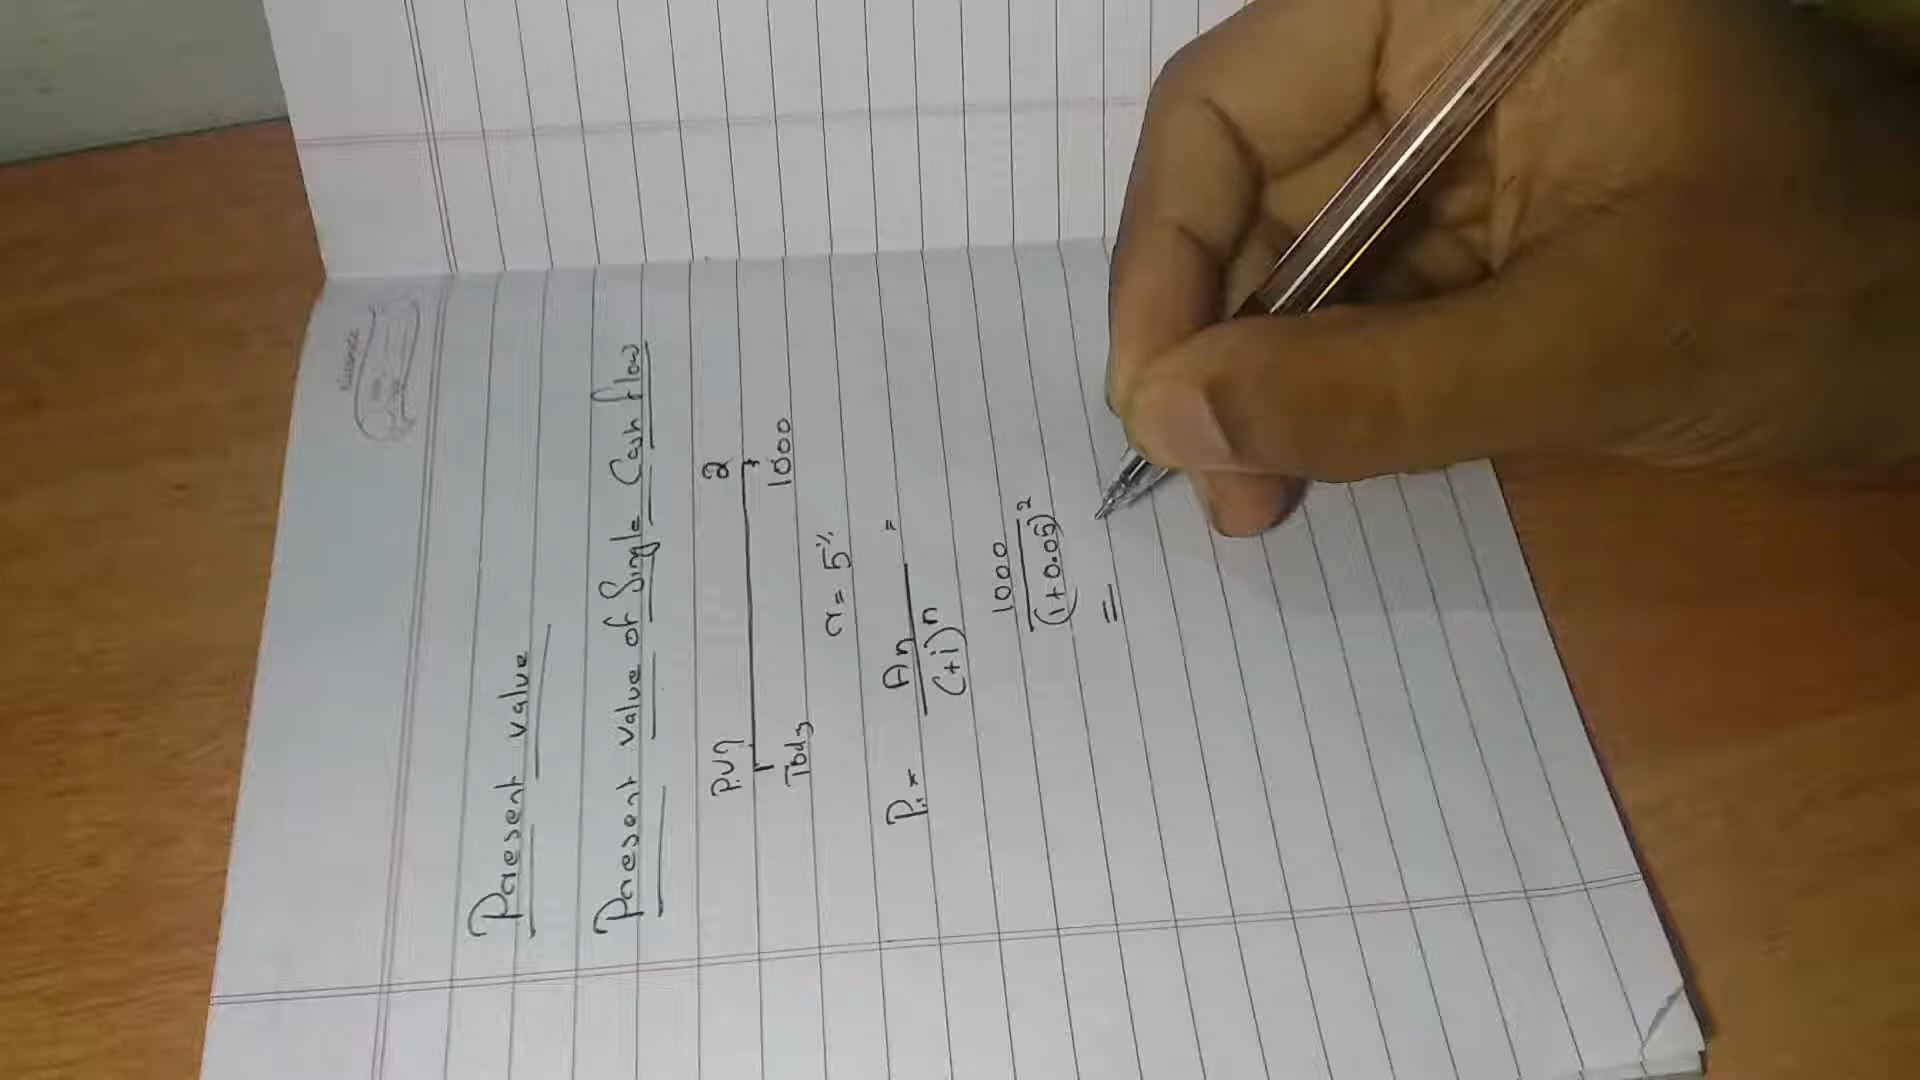 Present value
Present value of Single Cash flow
P.V? 2
Today 1000
r = 5%
P = An / (1+i)^n =
1000 / (1+0.05)^2
=